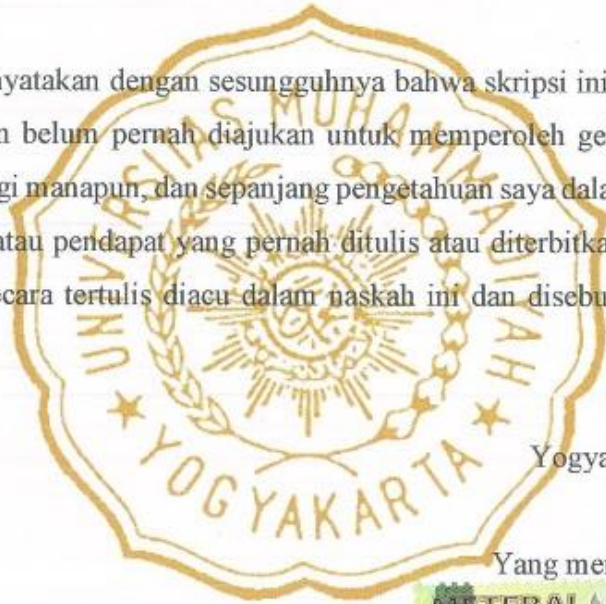 nyatakan dengan sesungguhnya bahwa skripsi ini
n belum pernah diajukan untuk memperoleh ge
gi manapun, dan sepanjang pengetahuan saya dala
atau pendapat yang pernah ditulis atau diterbitka
ecara tertulis diacu dalam naskah ini dan disebu
UNIVERSITAS MUHAMMADIYAH
YOGYAKARTA
Yogya
Yang men
METERAI